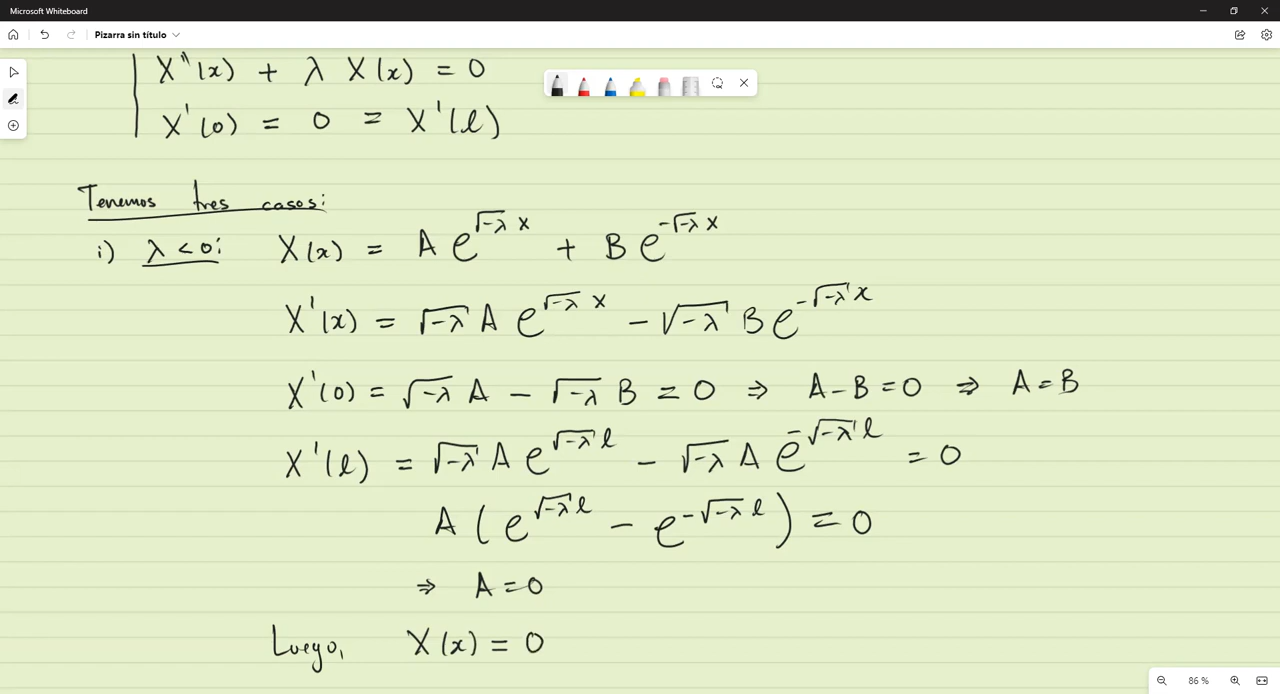 Microsoft Whiteboard
Pizarra sin título
X''(x) + λ X(x) = 0
X'(0) = 0 = X'(l)
Tenemos tres casos:
i) λ < 0: X(x) = A e^{√-λ x} + B e^{-√-λ x}
X'(x) = √-λ A e^{√-λ x} - √-λ B e^{-√-λ x}
X'(0) = √-λ A - √-λ B = 0 ⇒ A - B = 0 ⇒ A = B
X'(l) = √-λ A e^{√-λ l} - √-λ A e^{-√-λ l} = 0
A ( e^{√-λ l} - e^{-√-λ l} ) = 0
⇒ A = 0
Luego, X(x) = 0
86 %